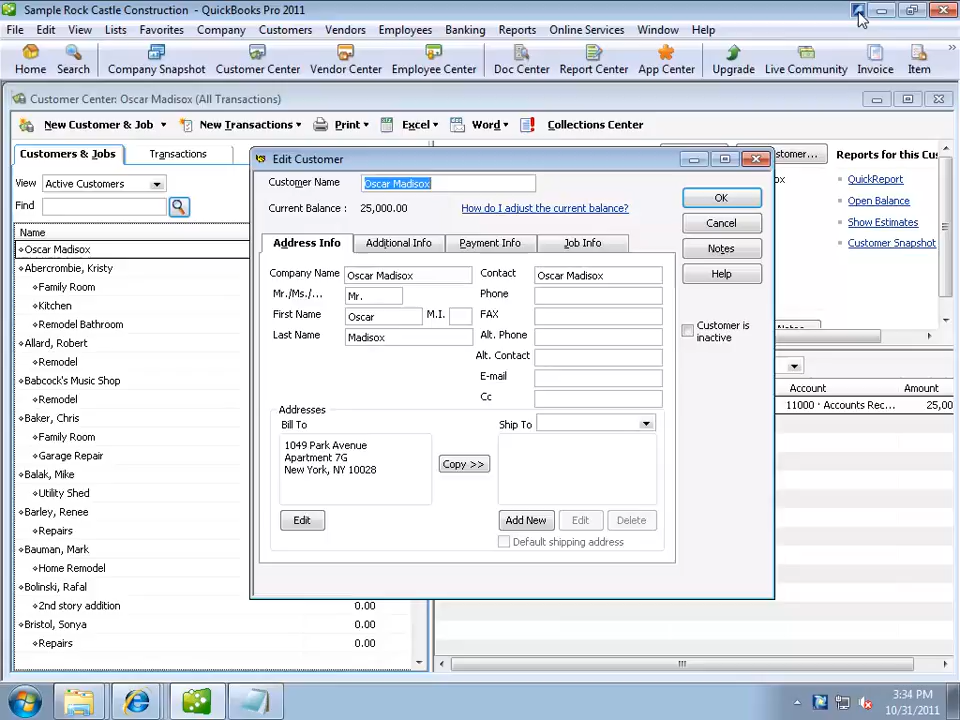 Sample Rock Castle Construction - QuickBooks Pro 2011
File Edit View Lists Favorites Company Customers Vendors Employees Banking Reports Online Services Window Help
Home Search Company Snapshot Customer Center Vendor Center Employee Center Doc Center Report Center App Center Upgrade Live Community Invoice Item
Customer Center: Oscar Madisox (All Transactions)
New Customer & Job New Transactions Print Excel Word Collections Center
Customers & Jobs Transactions
View Active Customers
Find
Name
Oscar Madisox
Abercrombie, Kristy
Family Room
Kitchen
Remodel Bathroom
Allard, Robert
Remodel
Babcock's Music Shop
Remodel
Baker, Chris
Family Room
Garage Repair
Balak, Mike
Utility Shed
Barley, Renee
Repairs
Bauman, Mark
Home Remodel
Bolinski, Rafal
2nd story addition 0.00
Bristol, Sonya 0.00
Repairs 0.00
Edit Customer
Customer Name Oscar Madisox
Current Balance : 25,000.00 How do I adjust the current balance?
Address Info Additional Info Payment Info Job Info
Company Name Oscar Madisox
Mr./Ms./... Mr.
First Name Oscar M.I.
Last Name Madisox
Contact Oscar Madisox
Phone
FAX
Alt. Phone
Alt. Contact
E-mail
Cc
Addresses
Bill To
1049 Park Avenue
Apartment 7G
New York, NY 10028
Edit
Copy >>
Ship To
Add New Edit Delete
Default shipping address
OK
Cancel
Notes
Help
Customer is
inactive
tomer...
Reports for this Cu
QuickReport
Open Balance
Show Estimates
Customer Snapshot
Account Amount
11000 · Accounts Rec... 25,00
3:34 PM
10/31/2011